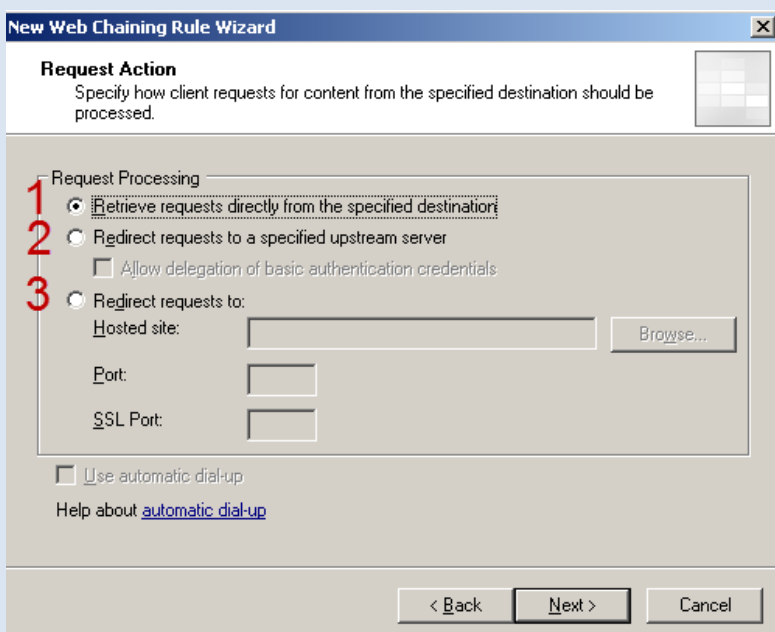 New Web Chaining Rule Wizard
Request Action
Specify how client requests for content from the specified destination should be
processed.
Request Processing
1 Retrieve requests directly from the specified destination
2 Redirect requests to a specified upstream server
Allow delegation of basic authentication credentials
3 Redirect requests to:
Hosted site: Browse...
Port:
SSL Port:
Use automatic dial-up
Help about automatic dial-up
< Back Next > Cancel